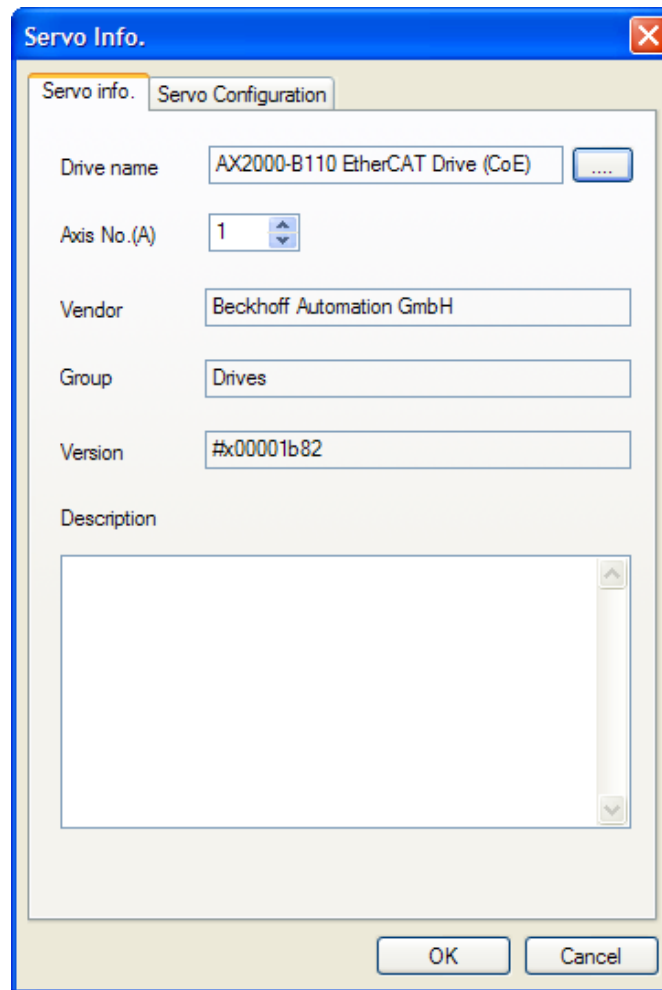 Servo Info.
Servo info. Servo Configuration
Drive name AX2000-B110 EtherCAT Drive (CoE) ....
Axis No.(A) 1
Vendor Beckhoff Automation GmbH
Group Drives
Version #x00001b82
Description
OK Cancel